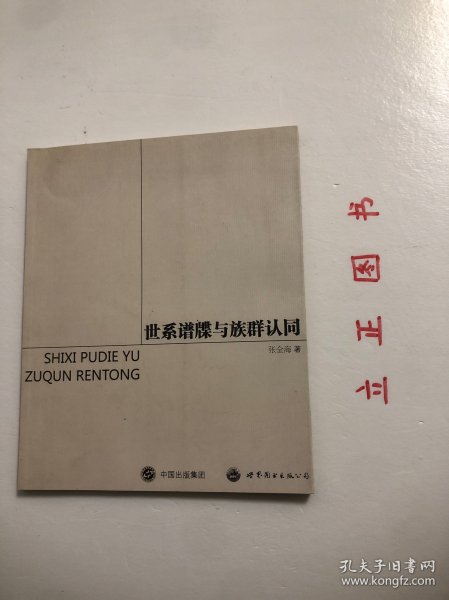 世系谱牒与族群认同
张金海 著
SHIXI PUDIE YU
ZUQUN RENTONG
中国出版集团
世界图书出版公司
立正图书
孔夫子旧书网
www.kongfz.com